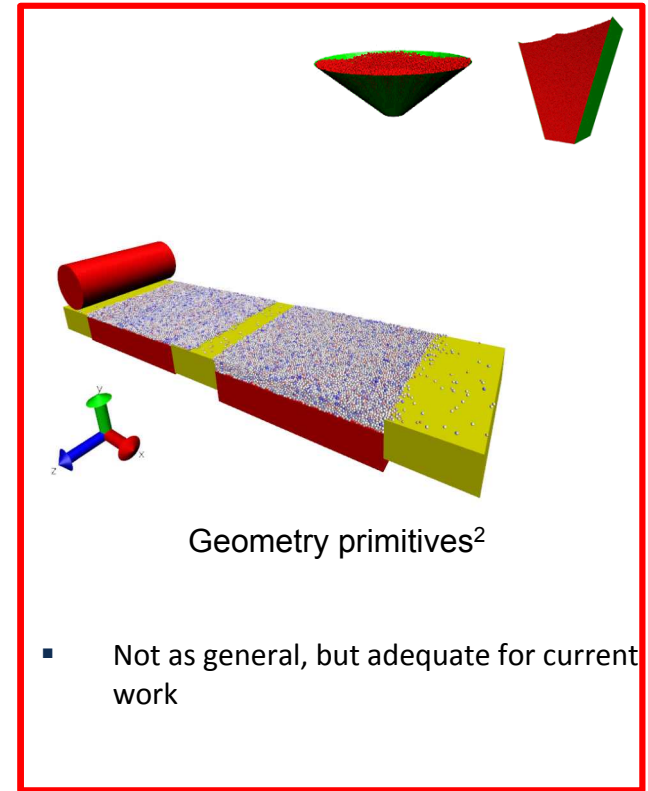 y
z
x
Geometry primitives²
▪ Not as general, but adequate for current
work